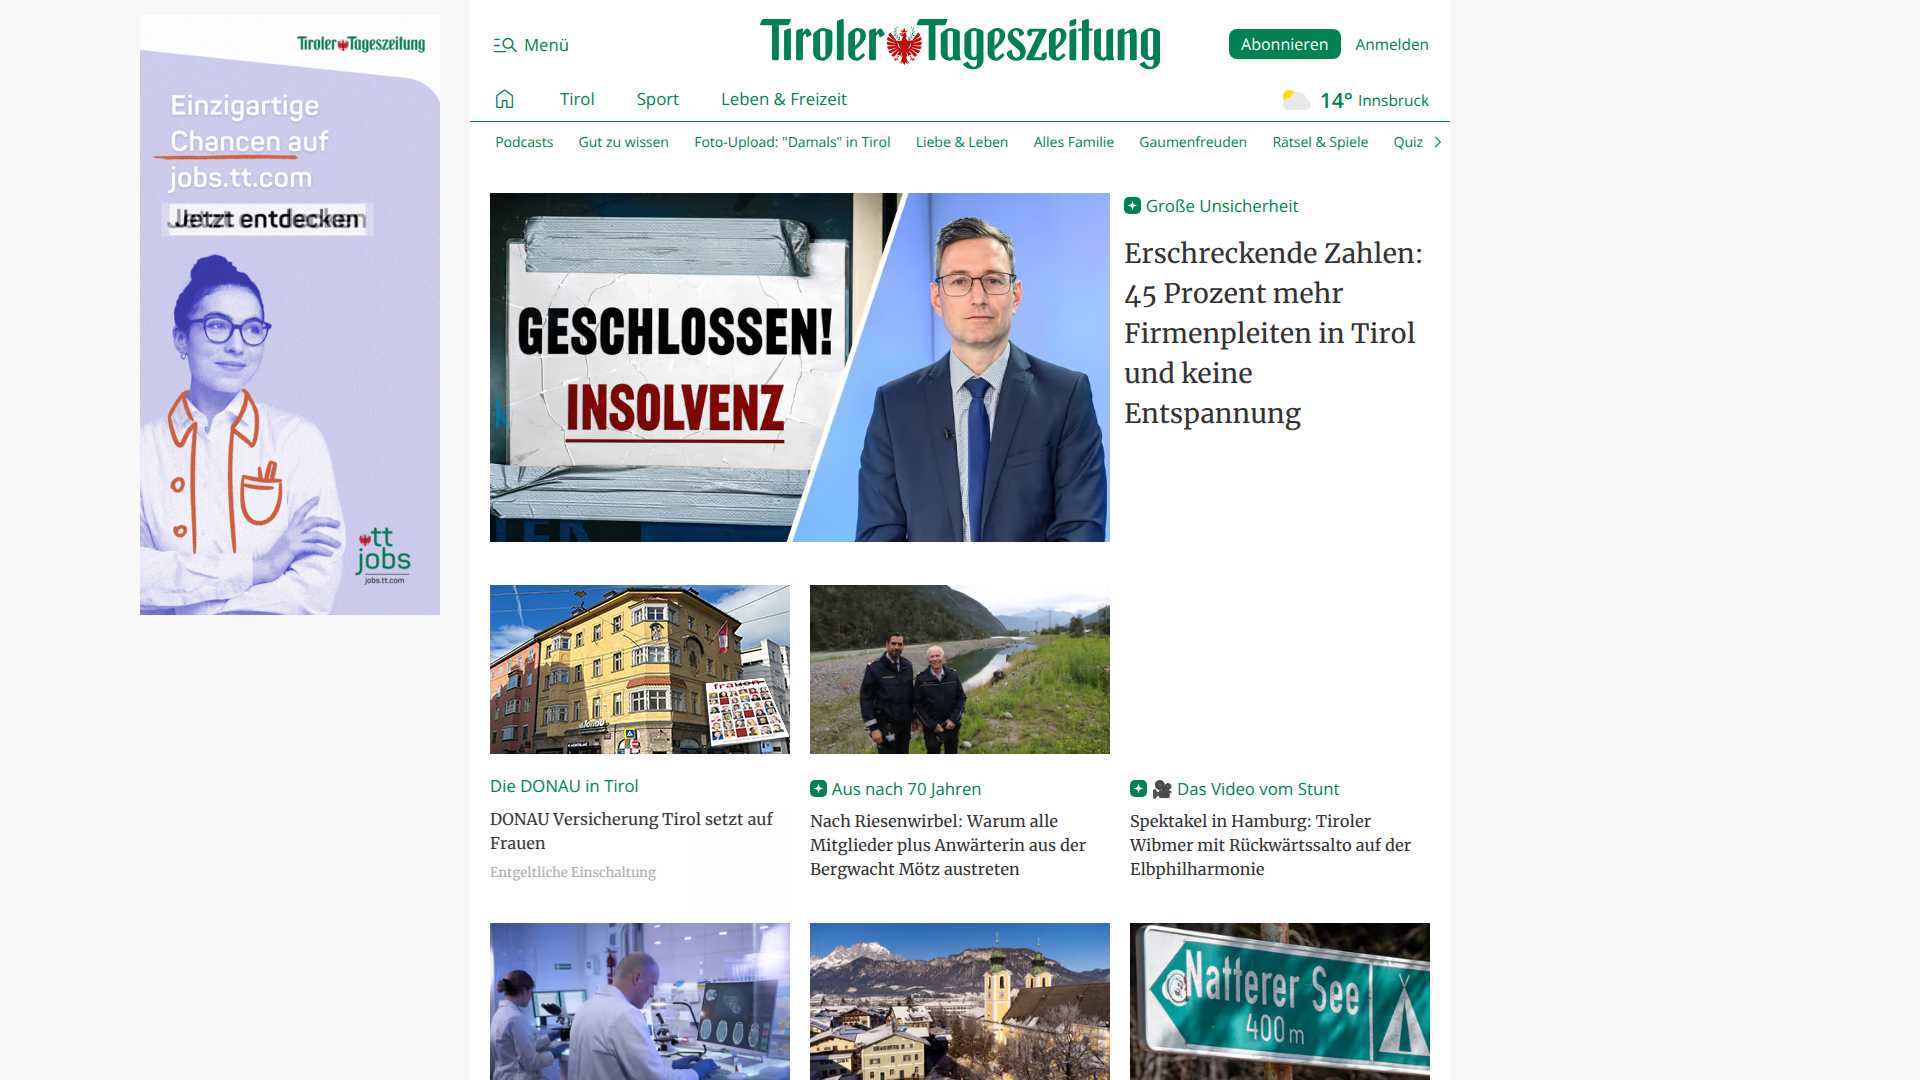 Tiroler Tageszeitung
Einzigartige
Chancen auf
jobs.tt.com
Jetzt entdecken
tt
jobs
jobs.tt.com
Menü
Tiroler Tageszeitung
Abonnieren
Anmelden
Tirol
Sport
Leben & Freizeit
14° Innsbruck
Podcasts
Gut zu wissen
Foto-Upload: "Damals" in Tirol
Liebe & Leben
Alles Familie
Gaumenfreuden
Rätsel & Spiele
Quiz
GESCHLOSSEN!
INSOLVENZ
Große Unsicherheit
Erschreckende Zahlen:
45 Prozent mehr
Firmenpleiten in Tirol
und keine
Entspannung
frauen
Die DONAU in Tirol
DONAU Versicherung Tirol setzt auf
Frauen
Entgeltliche Einschaltung
Aus nach 70 Jahren
Nach Riesenwirbel: Warum alle
Mitglieder plus Anwärterin aus der
Bergwacht Mötz austreten
Das Video vom Stunt
Spektakel in Hamburg: Tiroler
Wibmer mit Rückwärtssalto auf der
Elbphilharmonie
Natterer See
400 m